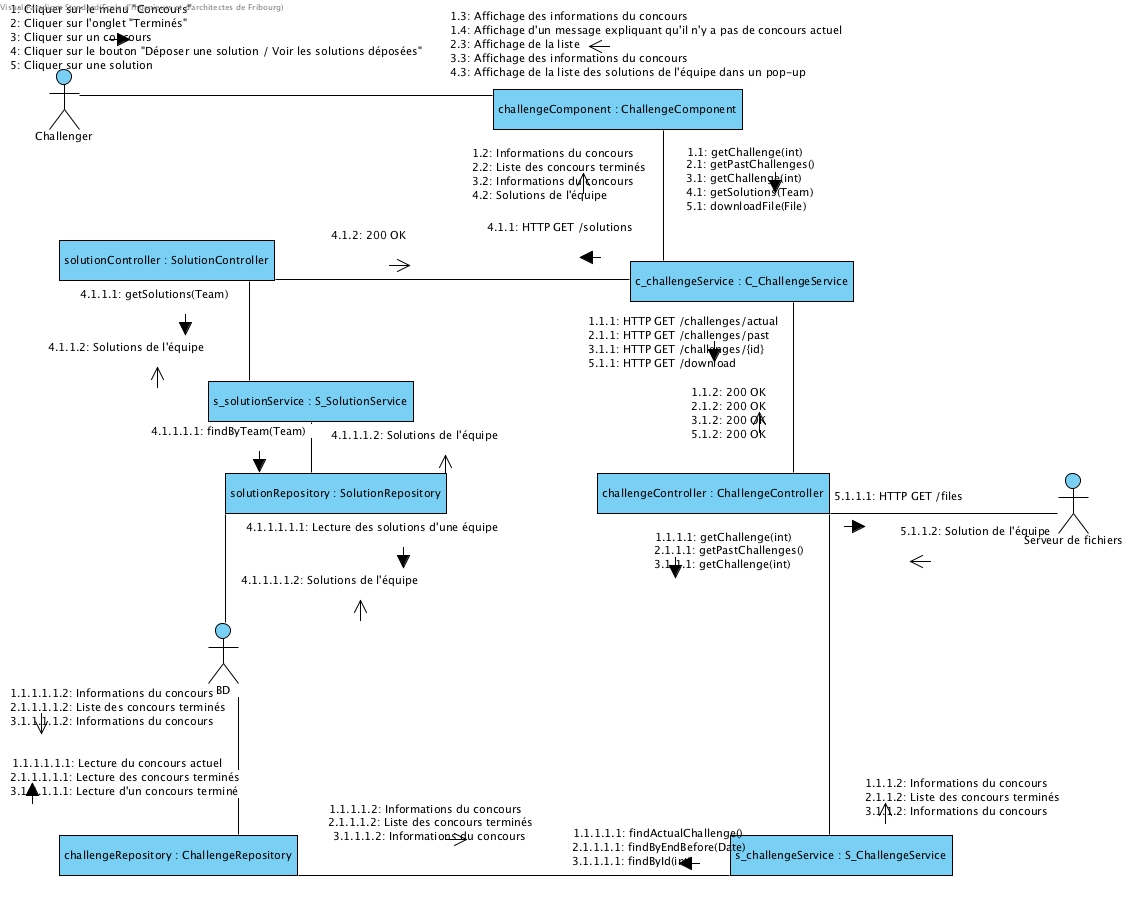 1: Cliquer sur le menu "Concours"
2: Cliquer sur l'onglet "Terminés"
3: Cliquer sur un concours
4: Cliquer sur le bouton "Déposer une solution / Voir les solutions déposées"
5: Cliquer sur une solution
1.3: Affichage des informations du concours
1.4: Affichage d'un message expliquant qu'il n'y a pas de concours actuel
2.3: Affichage de la liste
3.3: Affichage des informations du concours
4.3: Affichage de la liste des solutions de l'équipe dans un pop-up
Challenger
challengeComponent : ChallengeComponent
1.2: Informations du concours
2.2: Liste des concours terminés
3.2: Informations du concours
4.2: Solutions de l'équipe
1.1: getChallenge(int)
2.1: getPastChallenges()
3.1: getChallenge(int)
4.1: getSolutions(Team)
5.1: downloadFile(File)
4.1.2: 200 OK
4.1.1: HTTP GET /solutions
solutionController : SolutionController
c_challengeService : C_ChallengeService
4.1.1.1: getSolutions(Team)
4.1.1.2: Solutions de l'équipe
1.1.1: HTTP GET /challenges/actual
2.1.1: HTTP GET /challenges/past
3.1.1: HTTP GET /challenges/{id}
5.1.1: HTTP GET /download
1.1.2: 200 OK
2.1.2: 200 OK
3.1.2: 200 OK
5.1.2: 200 OK
s_solutionService : S_SolutionService
4.1.1.1.1: findByTeam(Team)
4.1.1.1.2: Solutions de l'équipe
solutionRepository : SolutionRepository
challengeController : ChallengeController
5.1.1.1: HTTP GET /files
5.1.1.2: Solution de l'équipe
Serveur de fichiers
4.1.1.1.1.1: Lecture des solutions d'une équipe
4.1.1.1.1.2: Solutions de l'équipe
1.1.1.1: getChallenge(int)
2.1.1.1: getPastChallenges()
3.1.1.1: getChallenge(int)
BD
1.1.1.1.1.2: Informations du concours
2.1.1.1.1.2: Liste des concours terminés
3.1.1.1.1.2: Informations du concours
1.1.1.1.1.1: Lecture du concours actuel
2.1.1.1.1.1: Lecture des concours terminés
3.1.1.1.1.1: Lecture d'un concours terminé
1.1.1.1.2: Informations du concours
2.1.1.1.2: Liste des concours terminés
3.1.1.1.2: Informations du concours
1.1.1.1.1: findActualChallenge()
2.1.1.1.1: findByEndBefore(Date)
3.1.1.1.1: findById(int)
1.1.1.2: Informations du concours
2.1.1.2: Liste des concours terminés
3.1.1.2: Informations du concours
challengeRepository : ChallengeRepository
s_challengeService : S_ChallengeService